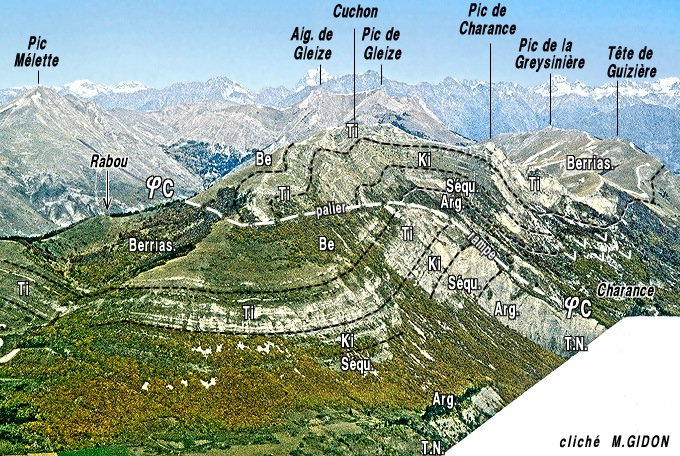 Cuchon
Pic de
Charance
Aig. de
Gleize
Pic de
Gleize
Pic
Mélette
Pic de la
Greysinière
Tête de
Guizière
Ti
Rabou
Be
Ki
Berrias.
φC
Ti
Séqu.
Ti
Arg.
palier
Berrias.
Be
Ti
rampe
Ki
Ti
Séqu.
Charance
φC
Ti
Arg.
Ki
T.N.
Séqu.
Arg.
T.N.
cliché M.GIDON